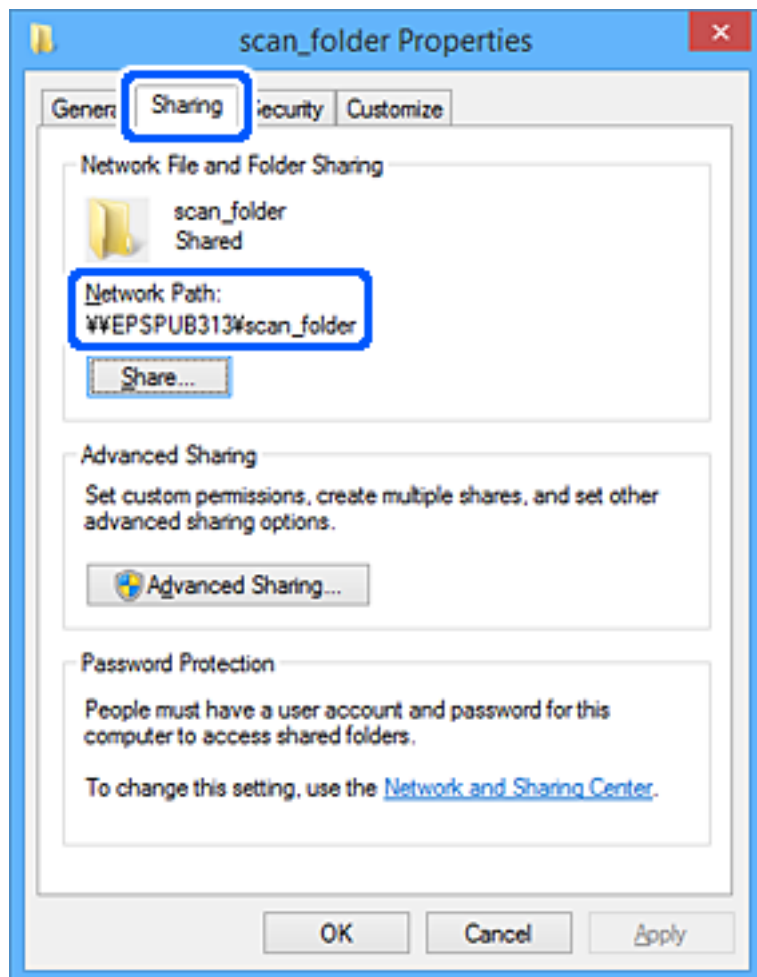 scan_folder Properties
Sharing
Customize
Network File and Folder Sharing
scan_folder
Shared
Network Path:
¥¥EPSPUB313¥scan_folder
Share...
Advanced Sharing
Set custom permissions, create multiple shares, and set other
advanced sharing options.
Advanced Sharing...
Password Protection
People must have a user account and password for this
computer to access shared folders.
To change this setting, use the Network and Sharing Center.
OK Cancel Apply